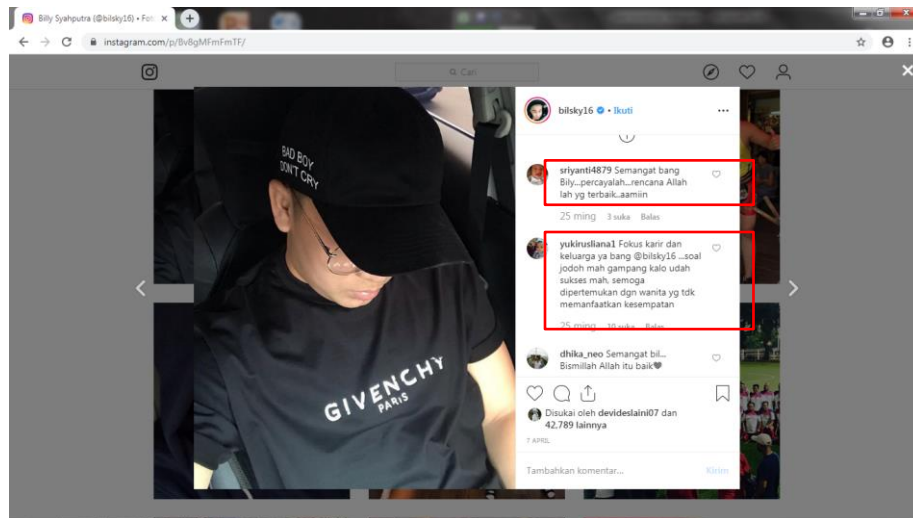 Billy Syahputra (@bilsky16) • Fot
instagram.com/p/Bv8gMFmFmTF/
Cari
bilsky16 • Ikuti
BAD BOY
DON'T CRY
GIVENCHY
PARIS
sriyanti4879 Semangat bang
Bily...percayalah...rencana Allah
lah yg terbaik..aamiin
25 ming 3 suka Balas
yukirusliana1 Fokus karir dan
keluarga ya bang @bilsky16 ...soal
jodoh mah gampang kalo udah
sukses mah, semoga
dipertemukan dgn wanita yg tdk
memanfaatkan kesempatan
25 ming 10 suka Balas
dhika_neo Semangat bil...
Bismillah Allah itu baik🖤
Disukai oleh devideslaini07 dan
42.789 lainnya
7 APRIL
Tambahkan komentar...
Kirim